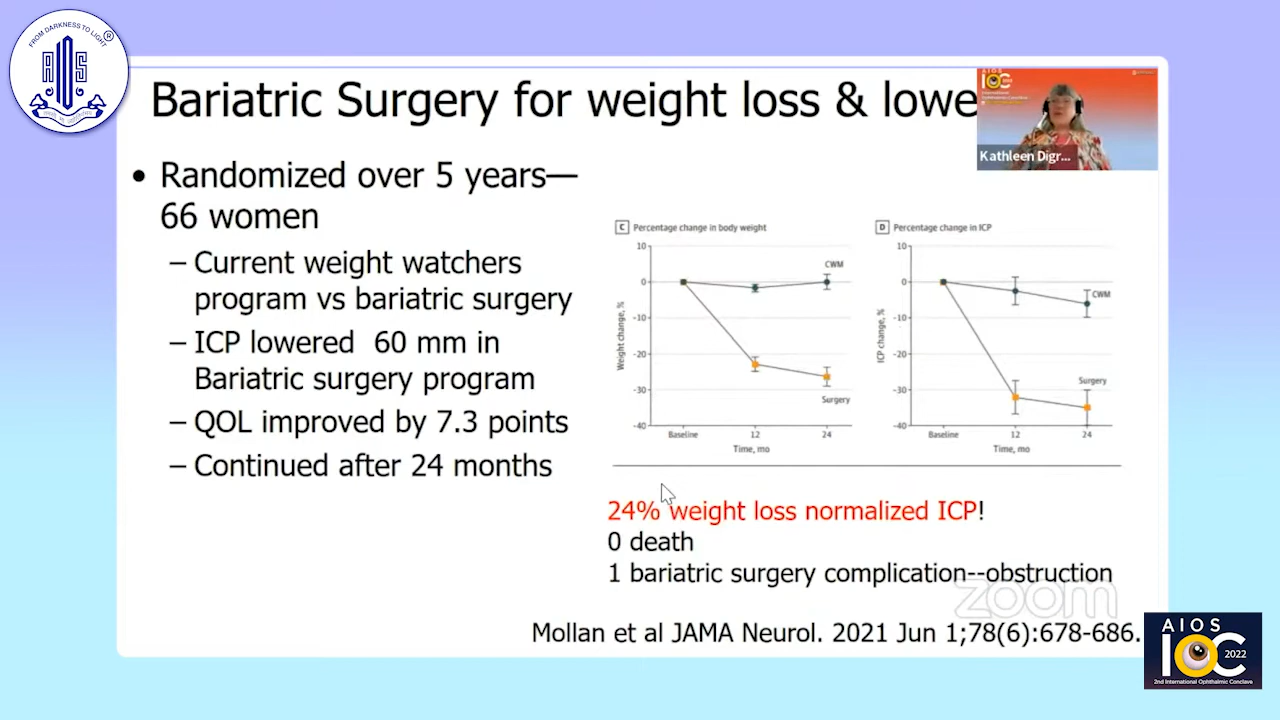 FROM DARKNESS TO LIGHT
®
AIOS
Bariatric Surgery for weight loss & lowe
AIOS
IOC
Kathleen Digr...
• Randomized over 5 years—
66 women
– Current weight watchers
program vs bariatric surgery
– ICP lowered 60 mm in
Bariatric surgery program
– QOL improved by 7.3 points
– Continued after 24 months
C Percentage change in body weight
10
0
-10
-20
-30
-40
Weight change, %
CWM
Surgery
Baseline 12 24
Time, mo
D Percentage change in ICP
10
0
-10
-20
-30
-40
ICP change, %
CWM
Surgery
Baseline 12 24
Time, mo
24% weight loss normalized ICP!
0 death
1 bariatric surgery complication--obstruction
zoom
Mollan et al JAMA Neurol. 2021 Jun 1;78(6):678-686.
AIOS
IOC
2022
2nd International Ophthalmic Conclave